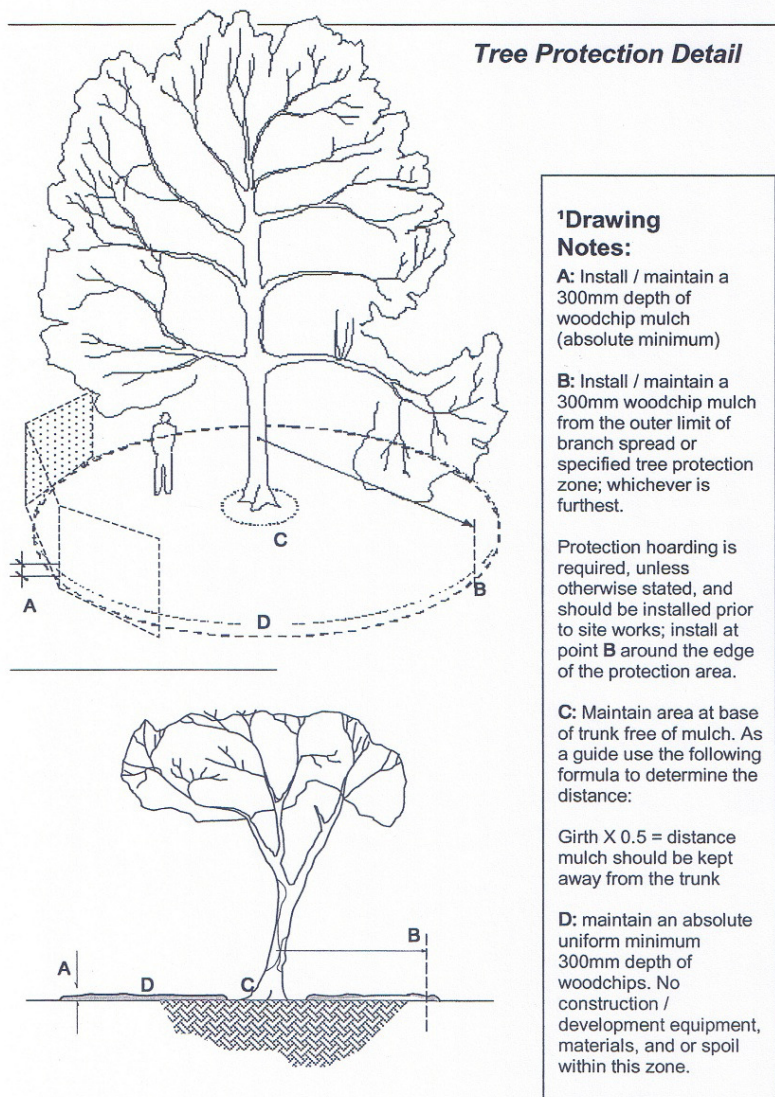 Tree Protection Detail
¹Drawing
Notes:
A: Install / maintain a
300mm depth of
woodchip mulch
(absolute minimum)
B: Install / maintain a
300mm woodchip mulch
from the outer limit of
branch spread or
specified tree protection
zone; whichever is
furthest.
Protection hoarding is
required, unless
otherwise stated, and
should be installed prior
to site works; install at
point B around the edge
of the protection area.
C: Maintain area at base
of trunk free of mulch. As
a guide use the following
formula to determine the
distance:
Girth X 0.5 = distance
mulch should be kept
away from the trunk
D: maintain an absolute
uniform minimum
300mm depth of
woodchips. No
construction /
development equipment,
materials, and or spoil
within this zone.
C
B
A
D
B
A
D
C